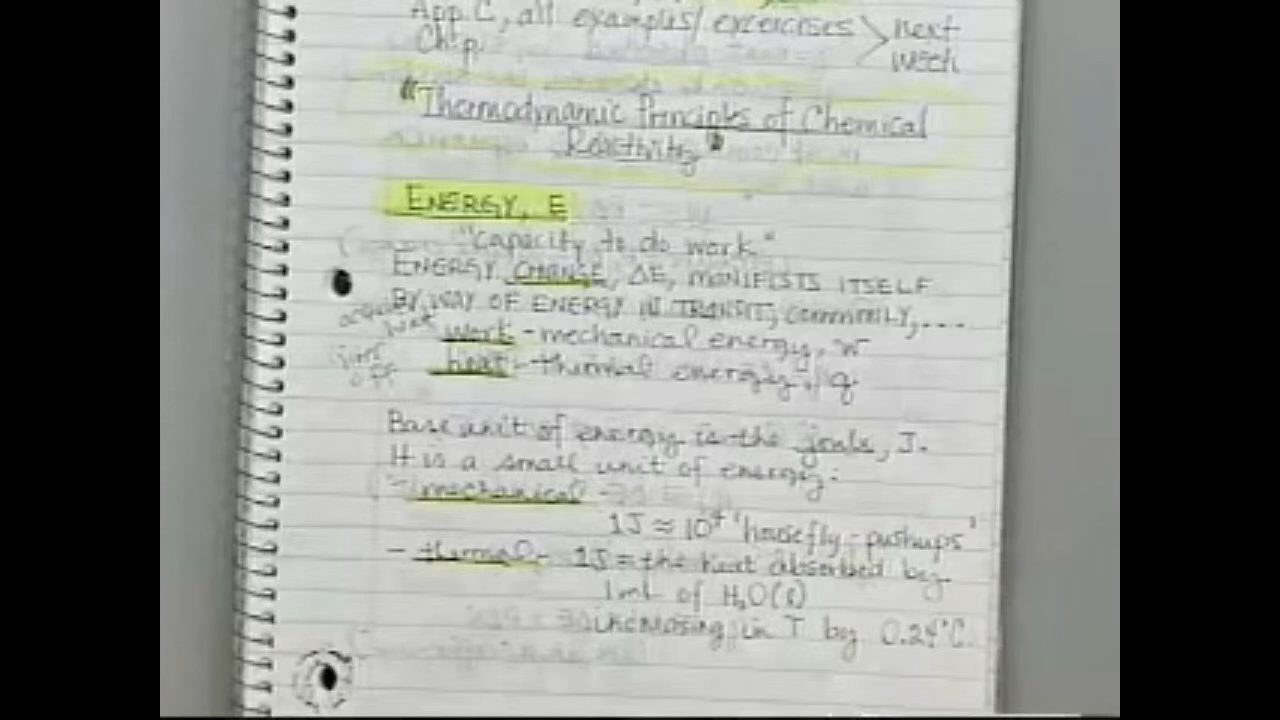 App. C, all examples/excercises > next
Chp. week
"Thermodynamic Principles of Chemical
Reactivity"
ENERGY, E
"capacity to do work"
ENERGY CHANGE, ΔE, MANIFESTS ITSELF
BY WAY OF ENERGY IN TRANSIT, COMMONLY,...
work - mechanical energy, w
heat - thermal energy, q
gives
off
Base unit of energy is the joule, J.
It is a small unit of energy:
- mechanical -
1J ≈ 10⁴ 'housefly-pushups'
- thermal - 1J = the heat absorbed by
1mL of H₂O(l)
increasing in T by 0.24°C.